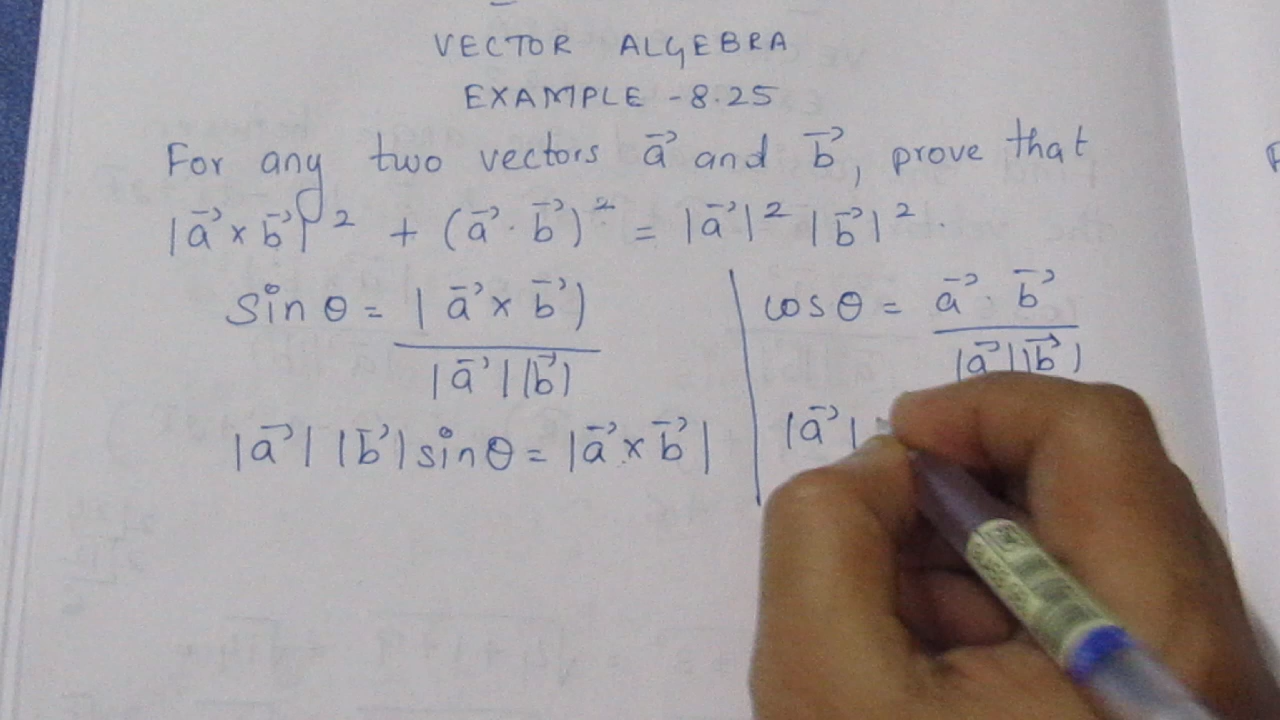 VECTOR ALGEBRA
EXAMPLE - 8.25
For any two vectors a⃗ and b⃗, prove that
|a⃗ × b⃗|² + (a⃗ · b⃗)² = |a⃗|² |b⃗|².
sin θ = |a⃗ × b⃗) / |a⃗||b⃗|
|a⃗| |b⃗| sin θ = |a⃗ × b⃗|
cos θ = a⃗ · b⃗ / |a⃗||b⃗|
|a⃗|